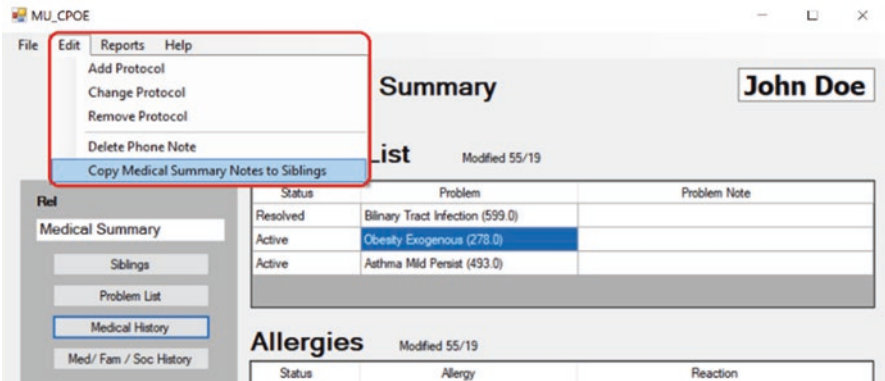 MU_CPOE
File Edit Reports Help
Add Protocol
Change Protocol
Remove Protocol
Delete Phone Note
Copy Medical Summary Notes to Siblings
Summary
John Doe
List Modified 55/19
Rel
Medical Summary
Siblings
Problem List
Medical History
Med/ Fam / Soc History
Status Problem Problem Note
Resolved Bilinary Tract Infection (599.0)
Active Obesity Exogenous (278.0)
Active Asthma Mild Persist (493.0)
Allergies Modified 55/19
Status Allergy Reaction